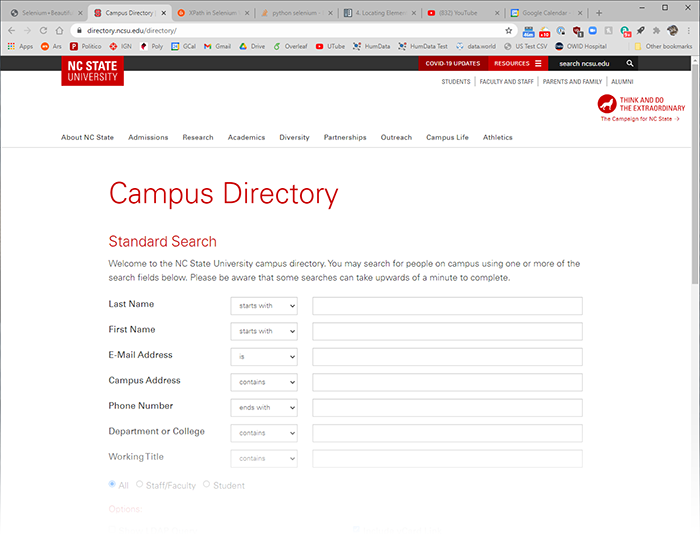 Selenium+Beautifu
Campus Directory |
XPath in Selenium
python selenium -
4. Locating Elemen
(832) YouTube
Google Calendar
directory.ncsu.edu/directory/
Ars
P
Politico
IGN
Poly
GCal
Gmail
MGA
Drive
Overleaf
UTube
HumData
HumData Test
data.world
US Test CSV
OWID Hospital
Other bookmarks
NC STATE
UNIVERSITY
COVID-19 UPDATES
RESOURCES
search ncsu.edu
STUDENTS
FACULTY AND STAFF
PARENTS AND FAMILY
ALUMNI
THINK AND DO
THE EXTRAORDINARY
The Campaign for NC State
About NC State
Admissions
Research
Academics
Diversity
Partnerships
Outreach
Campus Life
Athletics
Campus Directory
Standard Search
Welcome to the NC State University campus directory. You may search for people on campus using one or more of the
search fields below. Please be aware that some searches can take upwards of a minute to complete.
Last Name starts with
First Name starts with
E-Mail Address is
Campus Address contains
Phone Number ends with
Department or College contains
Working Title contains
All Staff/Faculty Student
Options: